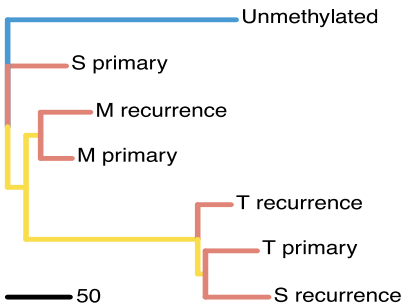 Unmethylated
S primary
M recurrence
M primary
T recurrence
T primary
S recurrence
50